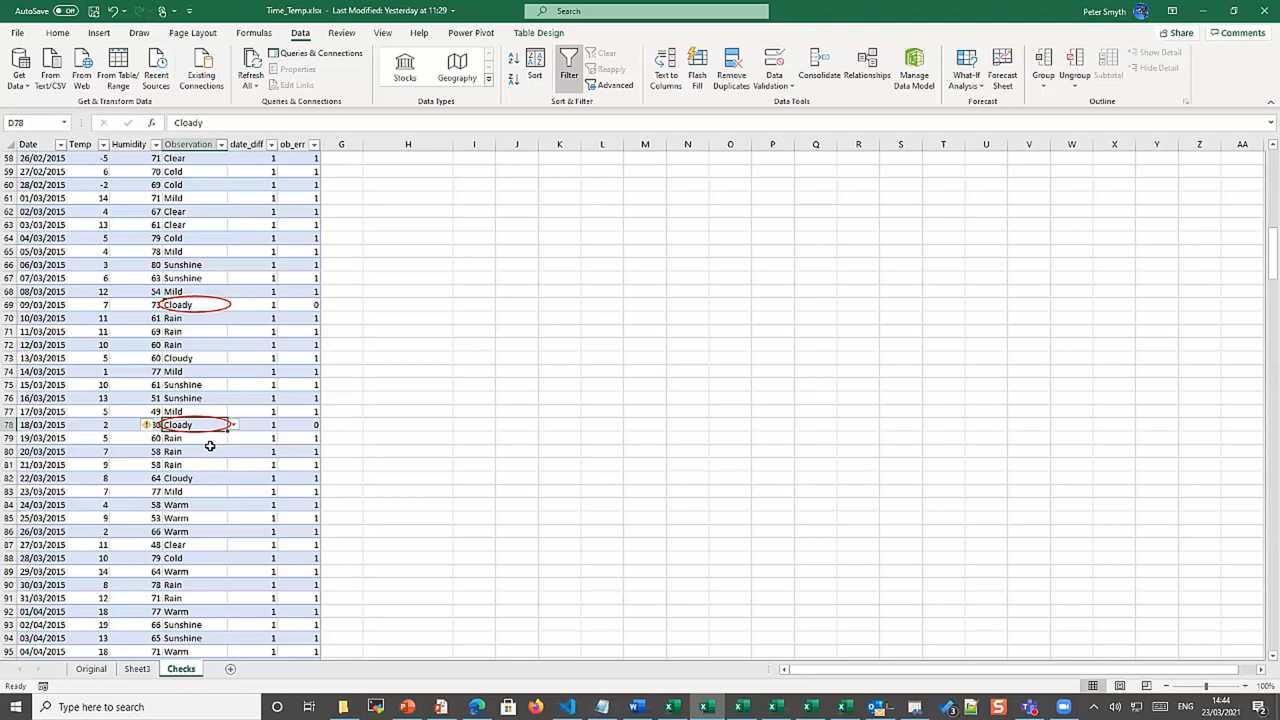 AutoSave Off Time_Temp.xlsx - Last Modified: Yesterday at 11:29 Search Peter Smyth
File Home Insert Draw Page Layout Formulas Data Review View Help Power Pivot Table Design Share Comments
Get Data From Text/CSV From Web From Table/Range Recent Sources Existing Connections Refresh All Queries & Connections Properties Edit Links Stocks Geography Sort Filter Clear Reapply Advanced Text to Columns Flash Fill Remove Duplicates Data Validation Consolidate Relationships Manage Data Model What-If Analysis Forecast Sheet Group Ungroup Subtotal Show Detail Hide Detail
Get & Transform Data Queries & Connections Data Types Sort & Filter Data Tools Forecast Outline
D78 fx Cloady
Date Temp Humidity Observation date_diff ob_err G H I J K L M N O P Q R S T U V W X Y Z AA
58 26/02/2015 -5 71 Clear 1 1
59 27/02/2015 6 70 Cold 1 1
60 28/02/2015 -2 69 Cold 1 1
61 01/03/2015 14 71 Mild 1 1
62 02/03/2015 4 67 Clear 1 1
63 03/03/2015 13 61 Clear 1 1
64 04/03/2015 5 79 Cold 1 1
65 05/03/2015 4 78 Mild 1 1
66 06/03/2015 3 80 Sunshine 1 1
67 07/03/2015 6 63 Sunshine 1 1
68 08/03/2015 12 54 Mild 1 1
69 09/03/2015 7 73 Cloady 1 0
70 10/03/2015 11 61 Rain 1 1
71 11/03/2015 11 69 Rain 1 1
72 12/03/2015 10 60 Rain 1 1
73 13/03/2015 5 60 Cloudy 1 1
74 14/03/2015 1 77 Mild 1 1
75 15/03/2015 10 61 Sunshine 1 1
76 16/03/2015 13 51 Sunshine 1 1
77 17/03/2015 5 49 Mild 1 1
78 18/03/2015 2 Cloady 1 0
79 19/03/2015 5 60 Rain 1 1
80 20/03/2015 7 58 Rain 1 1
81 21/03/2015 9 58 Rain 1 1
82 22/03/2015 8 64 Cloudy 1 1
83 23/03/2015 7 77 Mild 1 1
84 24/03/2015 4 58 Warm 1 1
85 25/03/2015 9 53 Warm 1 1
86 26/03/2015 2 66 Warm 1 1
87 27/03/2015 11 48 Clear 1 1
88 28/03/2015 10 79 Cold 1 1
89 29/03/2015 14 64 Warm 1 1
90 30/03/2015 8 78 Rain 1 1
91 31/03/2015 12 71 Rain 1 1
92 01/04/2015 18 77 Warm 1 1
93 02/04/2015 19 66 Sunshine 1 1
94 03/04/2015 13 65 Sunshine 1 1
95 04/04/2015 18 71 Warm 1 1
Original Sheet3 Checks
Ready 100%
Type here to search 14:44
23/03/2021